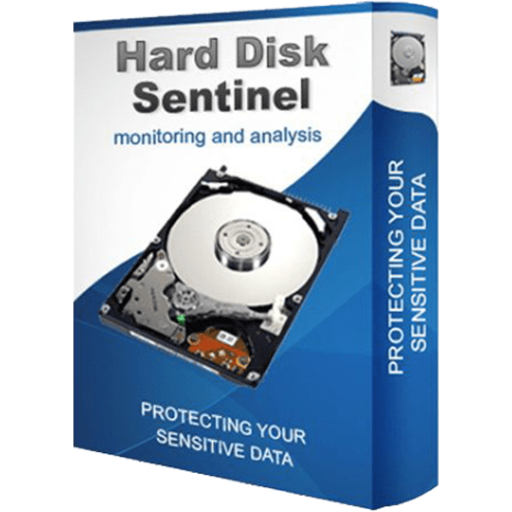 Hard Disk
Sentinel
monitoring and analysis
PROTECTING YOUR
SENSITIVE DATA
PROTECTING YOUR
SENSITIVE DATA